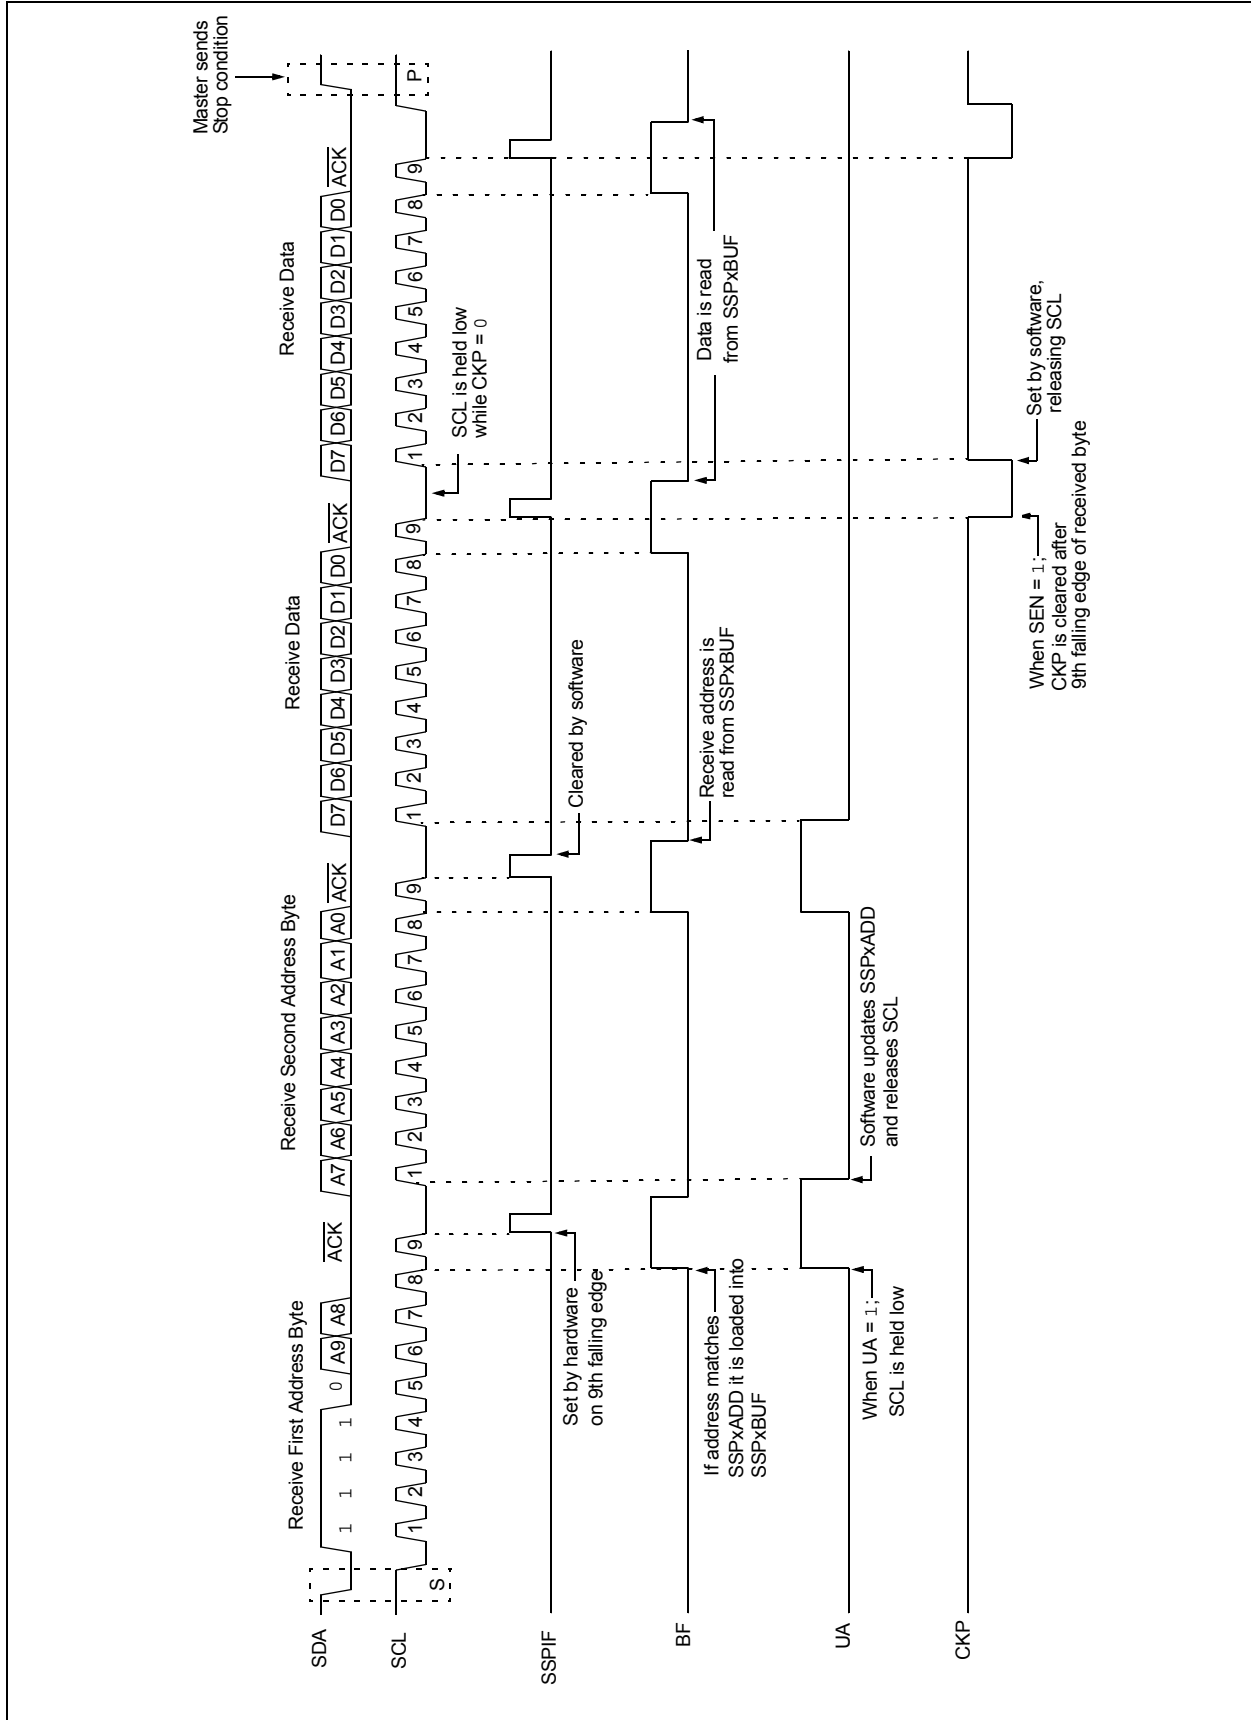 Master sends
Stop condition
Receive First Address Byte
Receive Second Address Byte
Receive Data
Receive Data
SDA
1 1 1 1 0 A9 A8 ACK
A7 A6 A5 A4 A3 A2 A1 A0 ACK
D7 D6 D5 D4 D3 D2 D1 D0 ACK
D7 D6 D5 D4 D3 D2 D1 D0 ACK
SCL
S
1 2 3 4 5 6 7 8 9
1 2 3 4 5 6 7 8 9
1 2 3 4 5 6 7 8 9
1 2 3 4 5 6 7 8 9
P
SCL is held low
while CKP = 0
SSPIF
Set by hardware
on 9th falling edge
Cleared by software
BF
If address matches
SSPxADD it is loaded into
SSPxBUF
Receive address is
read from SSPxBUF
Data is read
from SSPxBUF
UA
When UA = 1;
SCL is held low
Software updates SSPxADD
and releases SCL
CKP
When SEN = 1;
CKP is cleared after
9th falling edge of received byte
Set by software,
releasing SCL